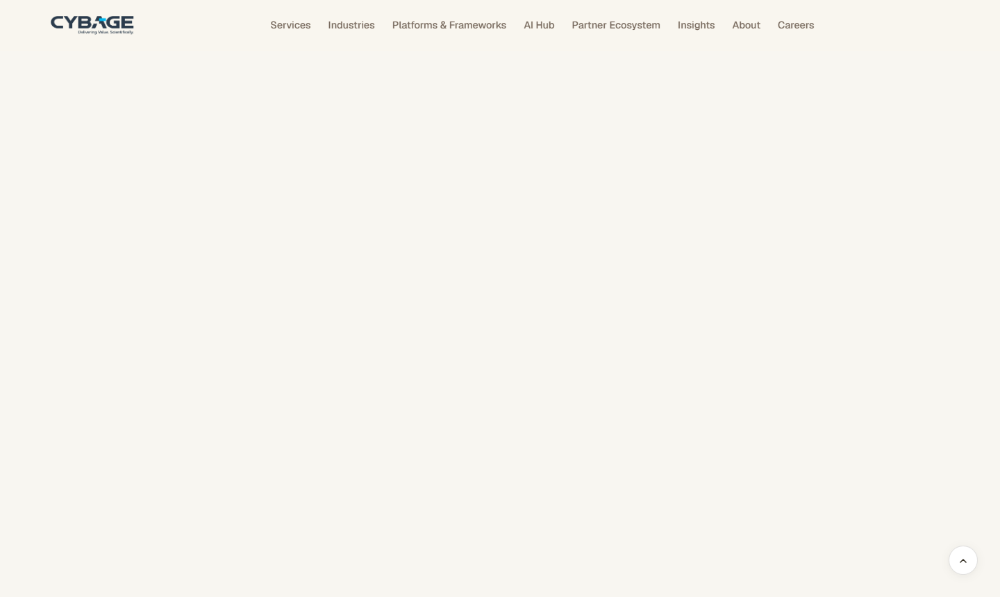 CYBAGE
Delivering Value. Scientifically.
Services Industries Platforms & Frameworks AI Hub Partner Ecosystem Insights About Careers